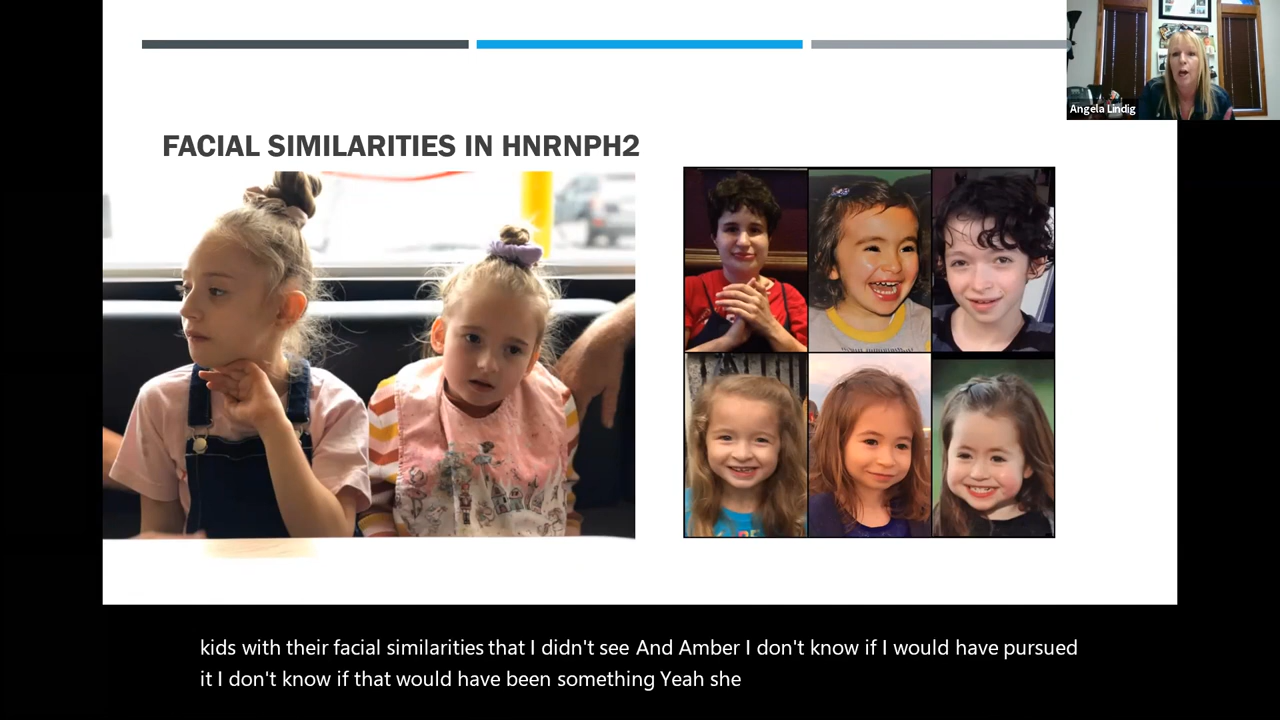 Angela Lindig
FACIAL SIMILARITIES IN HNRNPH2
kids with their facial similarities that I didn't see And Amber I don't know if I would have pursued
it I don't know if that would have been something Yeah she